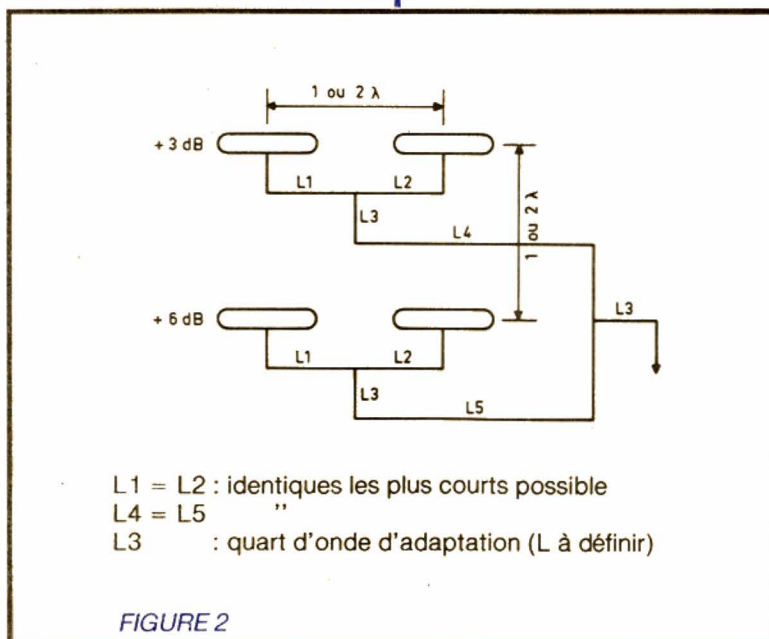 1 ou 2 λ
+ 3 dB
L1 L2
L3
L4
1 ou 2 λ
L3
+ 6 dB
L1 L2
L3
L5
L1 = L2 : identiques les plus courts possible
L4 = L5 "
L3 : quart d'onde d'adaptation (L à définir)
FIGURE 2